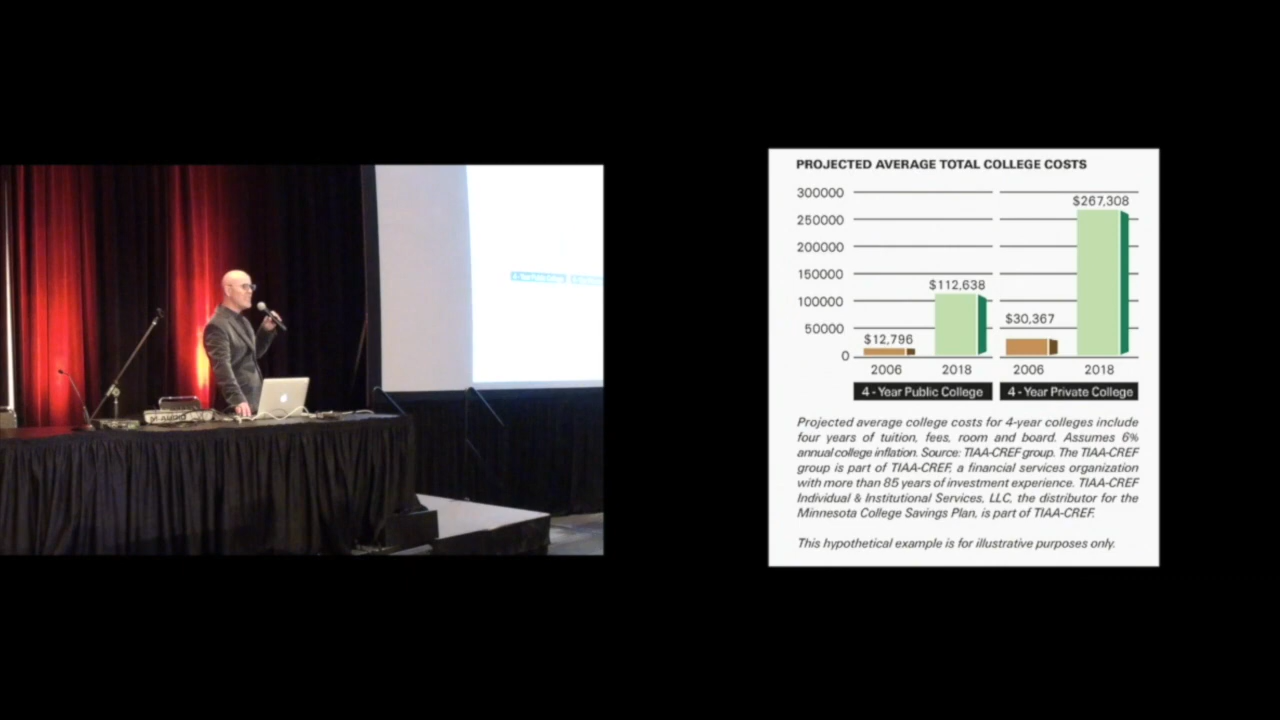 PROJECTED AVERAGE TOTAL COLLEGE COSTS
300000
250000
200000
150000
100000
50000
0
$12,796
$112,638
$30,367
$267,308
2006
2018
2006
2018
4 - Year Public College
4 - Year Private College
Projected average college costs for 4-year colleges include
four years of tuition, fees, room and board. Assumes 6%
annual college inflation. Source: TIAA-CREF group. The TIAA-CREF
group is part of TIAA-CREF, a financial services organization
with more than 85 years of investment experience. TIAA-CREF
Individual & Institutional Services, LLC, the distributor for the
Minnesota College Savings Plan, is part of TIAA-CREF.
This hypothetical example is for illustrative purposes only.
4 - Year Public College
M-AUDIO